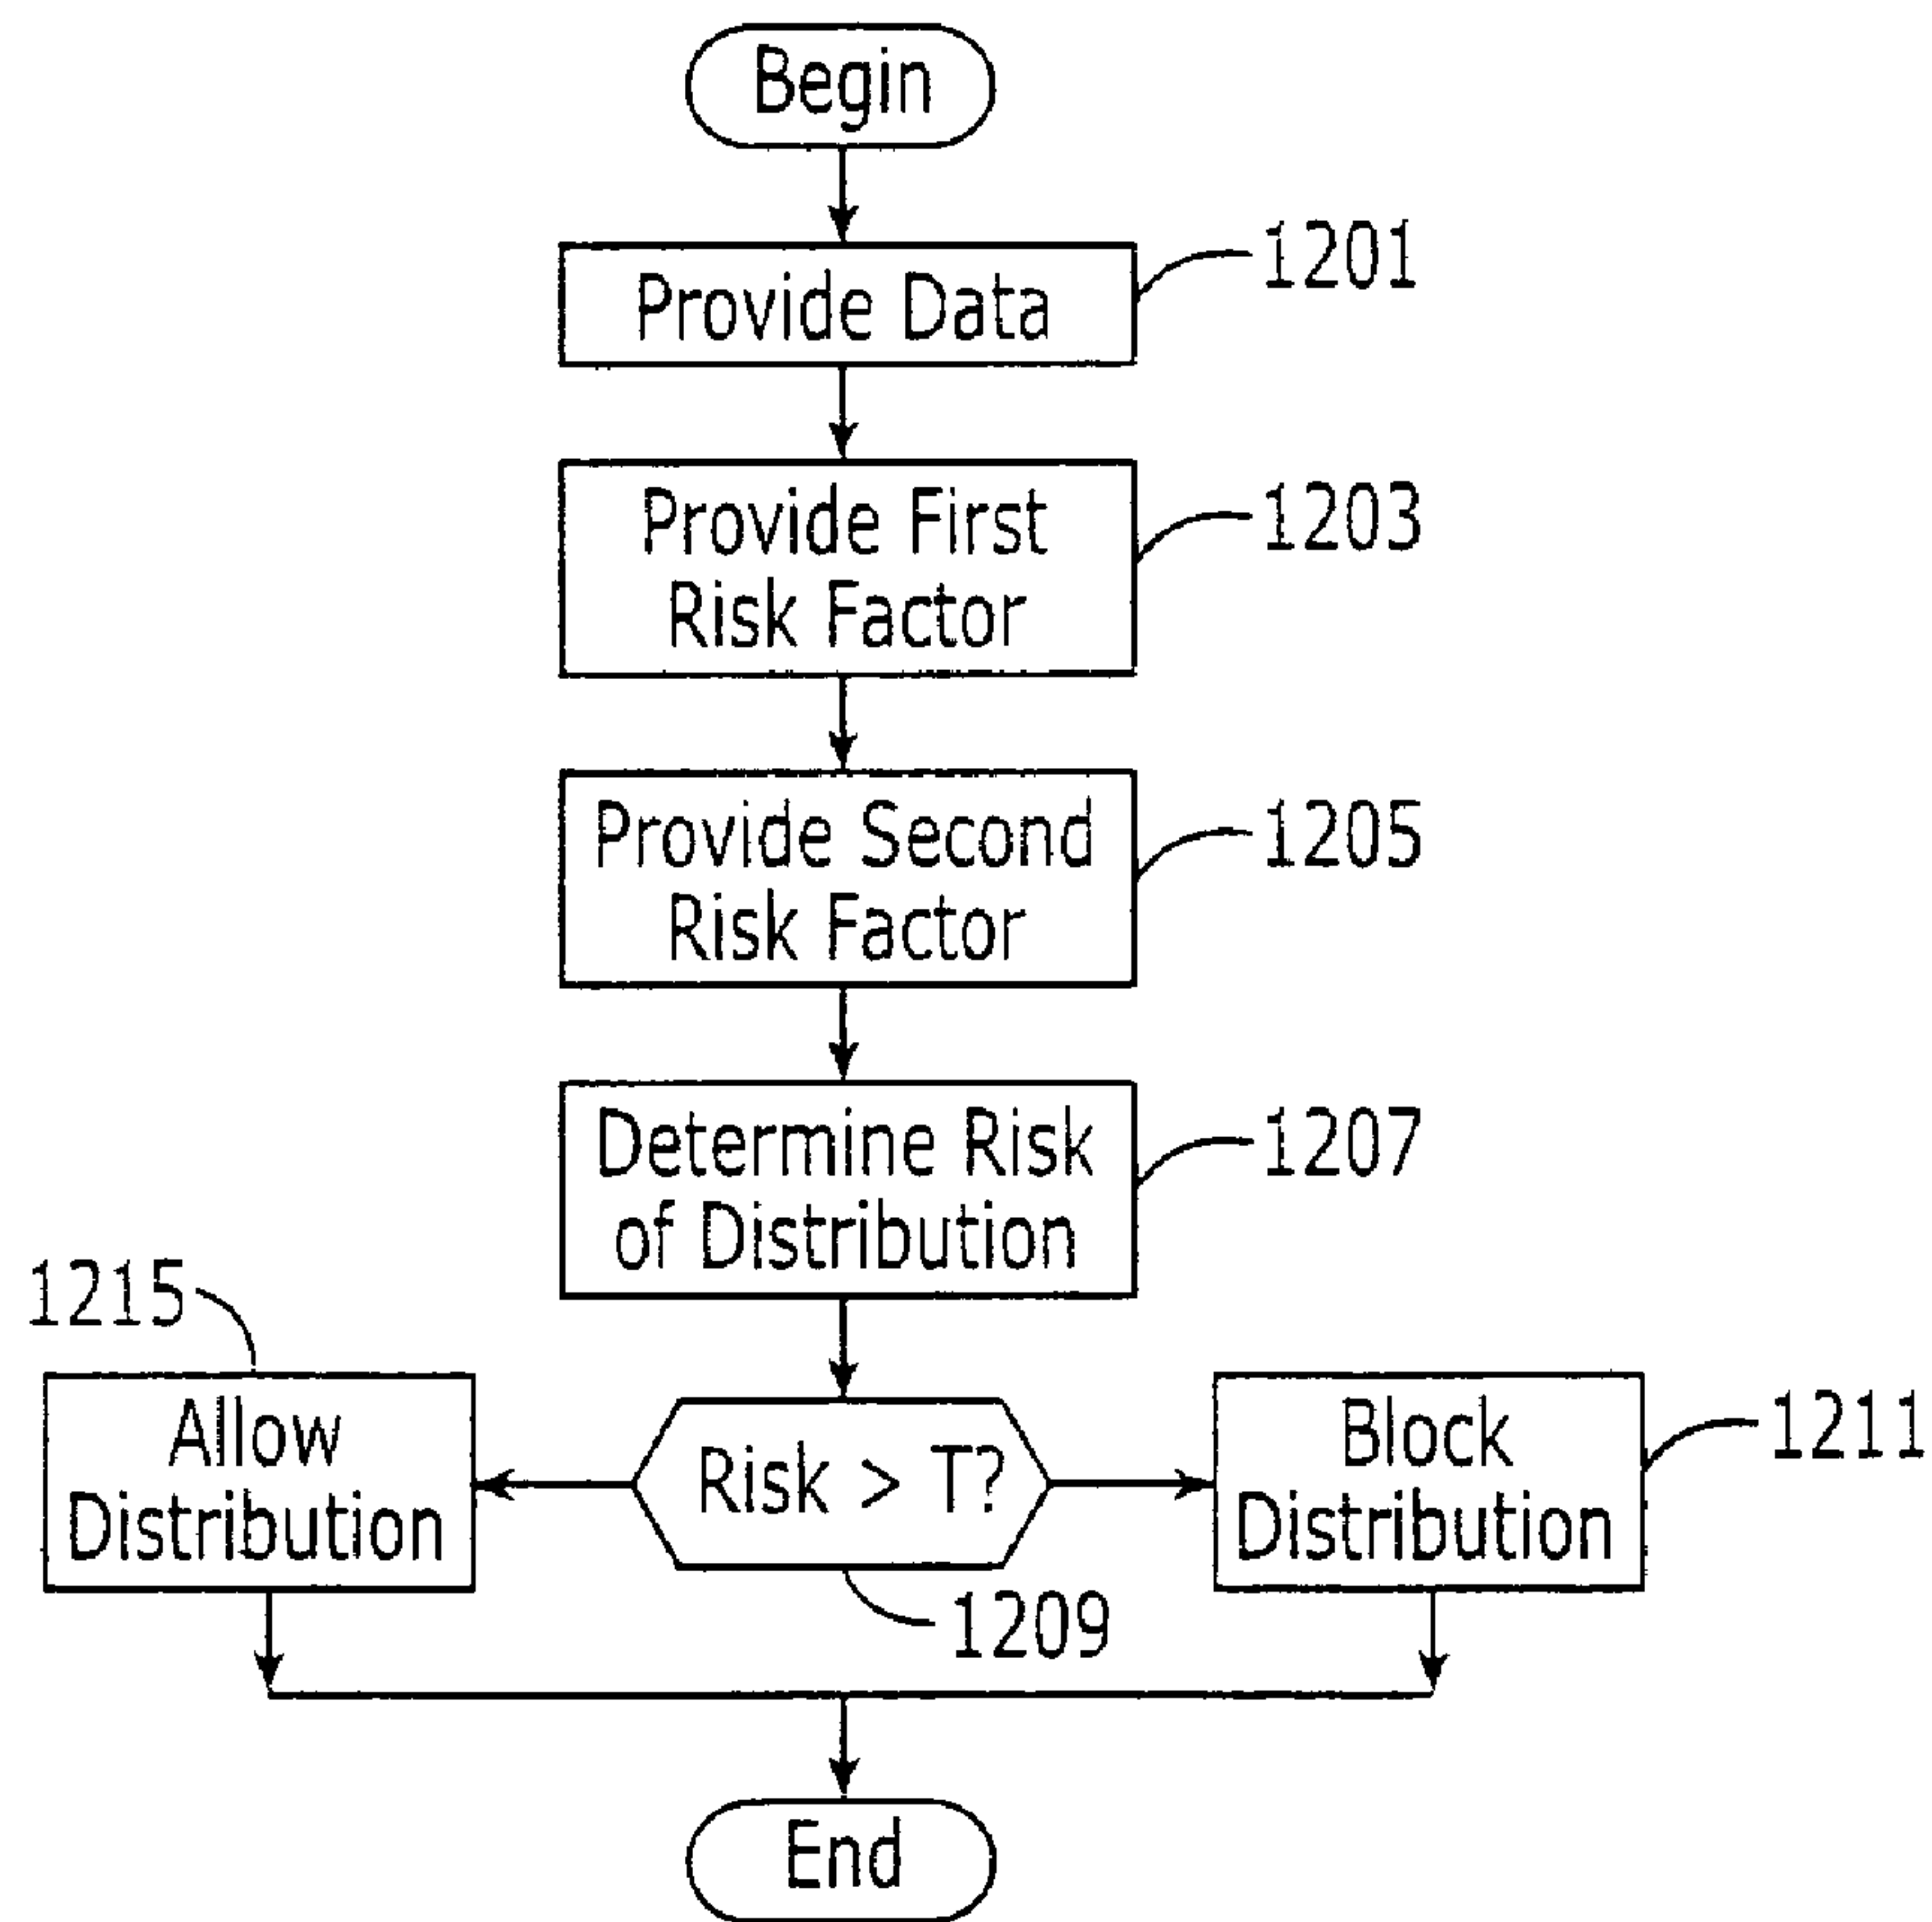 Begin
Provide Data
1201
Provide First
Risk Factor
1203
Provide Second
Risk Factor
1205
Determine Risk
of Distribution
1207
1215
Allow
Distribution
Risk > T?
1209
Block
Distribution
1211
End